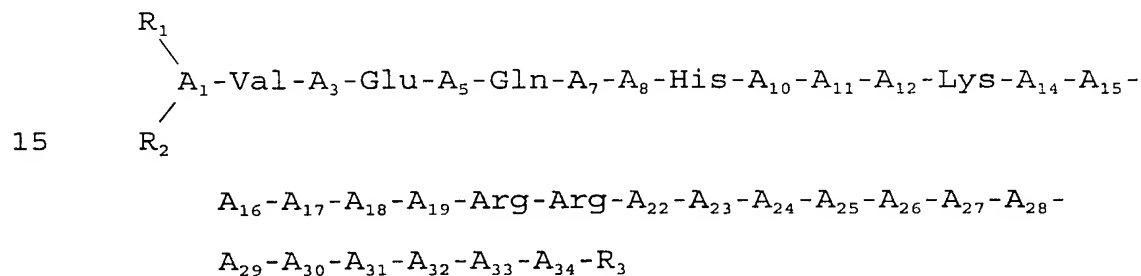 R₁
A₁-Val-A₃-Glu-A₅-Gln-A₇-A₈-His-A₁₀-A₁₁-A₁₂-Lys-A₁₄-A₁₅-
15 R₂
A₁₆-A₁₇-A₁₈-A₁₉-Arg-Arg-A₂₂-A₂₃-A₂₄-A₂₅-A₂₆-A₂₇-A₂₈-
A₂₉-A₃₀-A₃₁-A₃₂-A₃₃-A₃₄-R₃